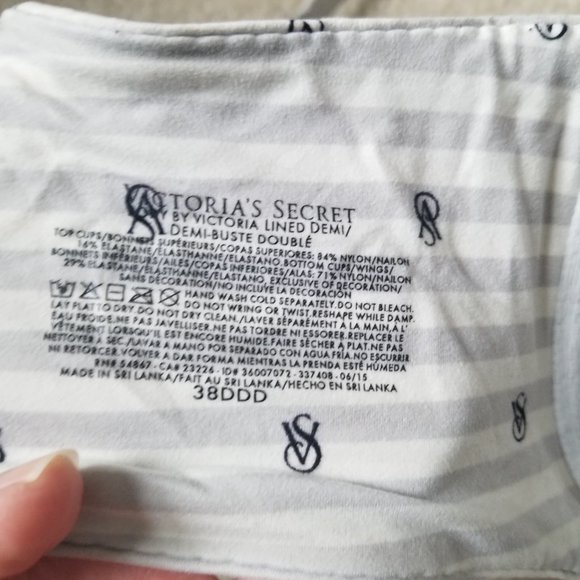 VICTORIA'S SECRET
BY VICTORIA LINED DEMI/
DEMI-BUSTE DOUBLÉ
TOP CUPS/BONNETS SUPÉRIEURES/COPAS SUPERIORES: 84% NYLON/NAILON
16% ELASTANE/ÉLASTHANNE/ELASTANO.BOTTOM CUPS/WINGS/
BONNETS INFÉRIEURS/AILES/COPAS INFERIORES/ALAS: 71% NYLON/NAILON
29% ELASTANE/ÉLASTHANNE/ELASTANO, EXCLUSIVE OF DECORATION/
SANS DÉCORATION/NO INCLUYE LA DECORACIÓN
HAND WASH COLD SEPARATELY.DO NOT BLEACH.
DO NOT WRING OR TWIST.RESHAPE WHILE DAMP.
LAY FLAT TO DRY.DO NOT DRY CLEAN./LAVER SÉPARÉMENT À LA MAIN,À L'
EAU FROIDE.NE PAS JAVELLISER.NE PAS TORDRE NI ESSORER.REPLACER LE
VÊTEMENT LORSQU'IL EST ENCORE HUMIDE.FAIRE SÉCHER À PLAT.NE PAS
NETTOYER À SEC./LAVAR A MANO POR SEPARADO CON AGUA FRÍA.NO ESCURRIR
NI RETORCER.VOLVER A DAR FORMA MIENTRAS LA PRENDA ESTÉ HÚMEDA
RN# 54867 · CA# 23226 · ID# 36007072 · 337408 · 06/15
MADE IN SRI LANKA/FAIT AU SRI LANKA/HECHO EN SRI LANKA
38DDD
VS
VS